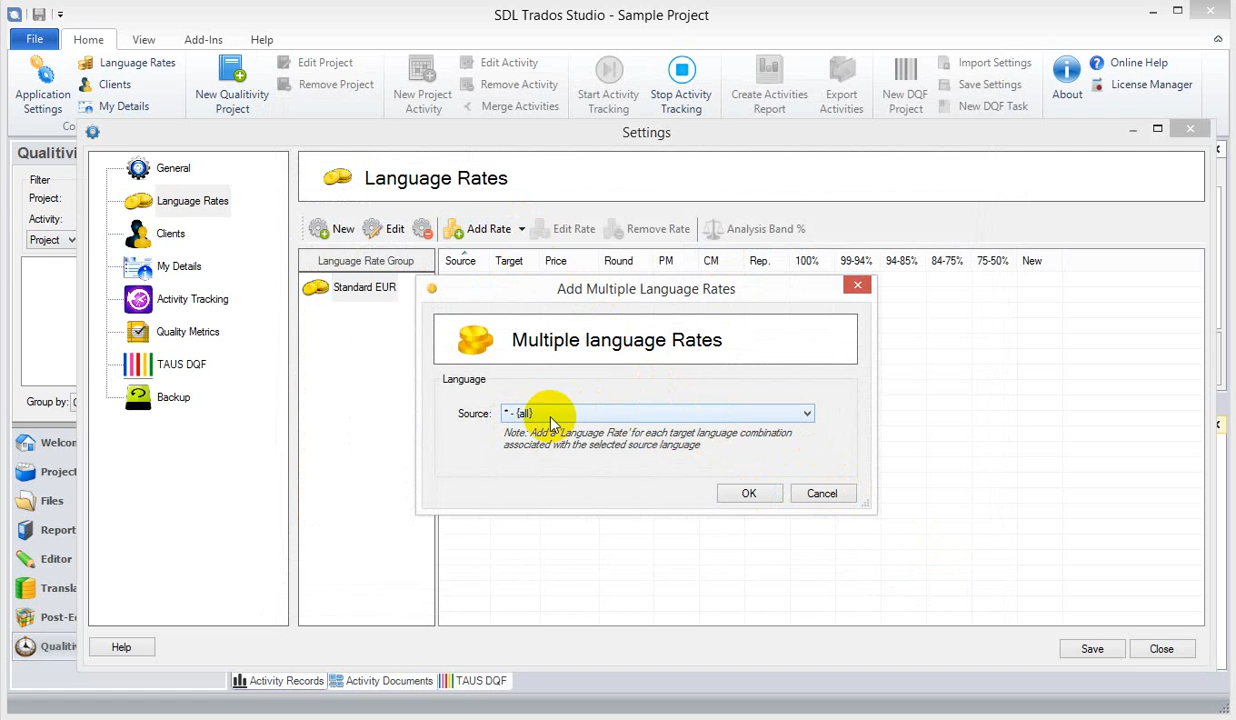 SDL Trados Studio - Sample Project
File Home View Add-Ins Help
Application Settings
Language Rates
Clients
My Details
New Qualitivity Project
Edit Project
Remove Project
New Project Activity
Edit Activity
Remove Activity
Merge Activities
Start Activity Tracking
Stop Activity Tracking
Create Activities Report
Export Activities
New DQF Project
Import Settings
Save Settings
New DQF Task
About
Online Help
License Manager
Co
Settings
Qualitivi
Filter
Project:
Activity:
Project
Group by:
Welcon
Project
Files
Report
Editor
Transla
Post-E
Qualiti
General
Language Rates
Clients
My Details
Activity Tracking
Quality Metrics
TAUS DQF
Backup
Language Rates
New Edit Add Rate Edit Rate Remove Rate Analysis Band %
Language Rate Group
Standard EUR
Source Target Price Round PM CM Rep. 100% 99-94% 94-85% 84-75% 75-50% New
Add Multiple Language Rates
Multiple language Rates
Language
Source: * - {all}
Note: Add a 'Language Rate' for each target language combination
associated with the selected source language
OK Cancel
Help Save Close
Activity Records Activity Documents TAUS DQF